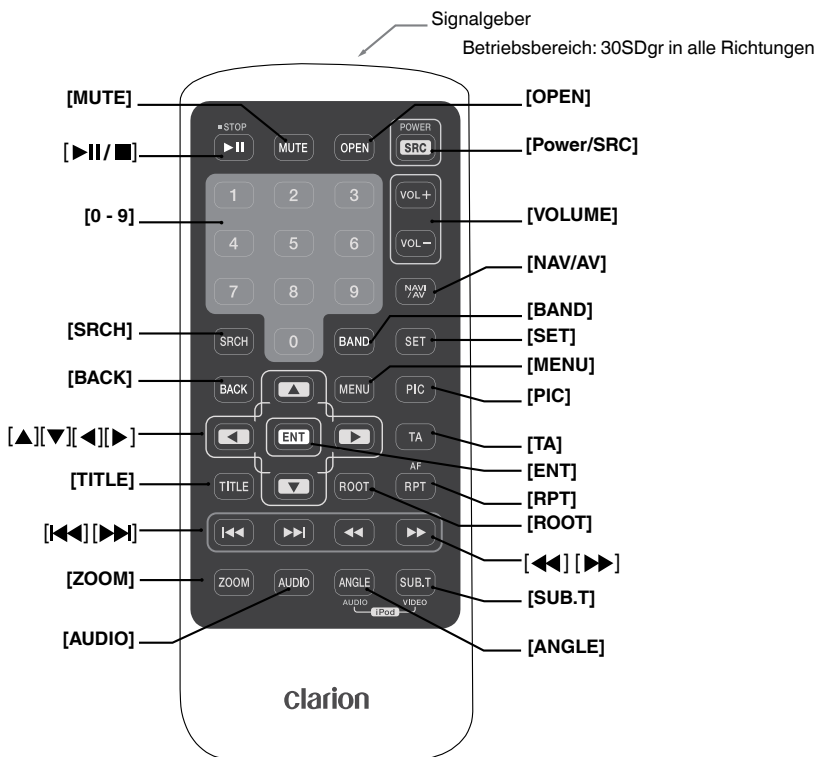 Signalgeber
Betriebsbereich: 30SDgr in alle Richtungen
[MUTE]
[OPEN]
■STOP
POWER
[▶II/■]
▶II
MUTE
OPEN
SRC
[Power/SRC]
[0 - 9]
1
2
3
VOL+
[VOLUME]
4
5
6
VOL−
[NAV/AV]
7
8
9
NAVI
/AV
[BAND]
[SRCH]
SRCH
0
BAND
SET
[SET]
[MENU]
[BACK]
BACK
▲
MENU
PIC
[PIC]
[▲][▼][◀][▶]
◀
ENT
▶
TA
[TA]
[ENT]
AF
[TITLE]
TITLE
▼
ROOT
RPT
[RPT]
[ROOT]
[I◀◀] [▶▶I]
I◀◀
▶▶I
◀◀
▶▶
[◀◀] [▶▶]
[ZOOM]
ZOOM
AUDIO
ANGLE
SUB.T
[SUB.T]
AUDIO
VIDEO
iPod
[AUDIO]
[ANGLE]
clarion